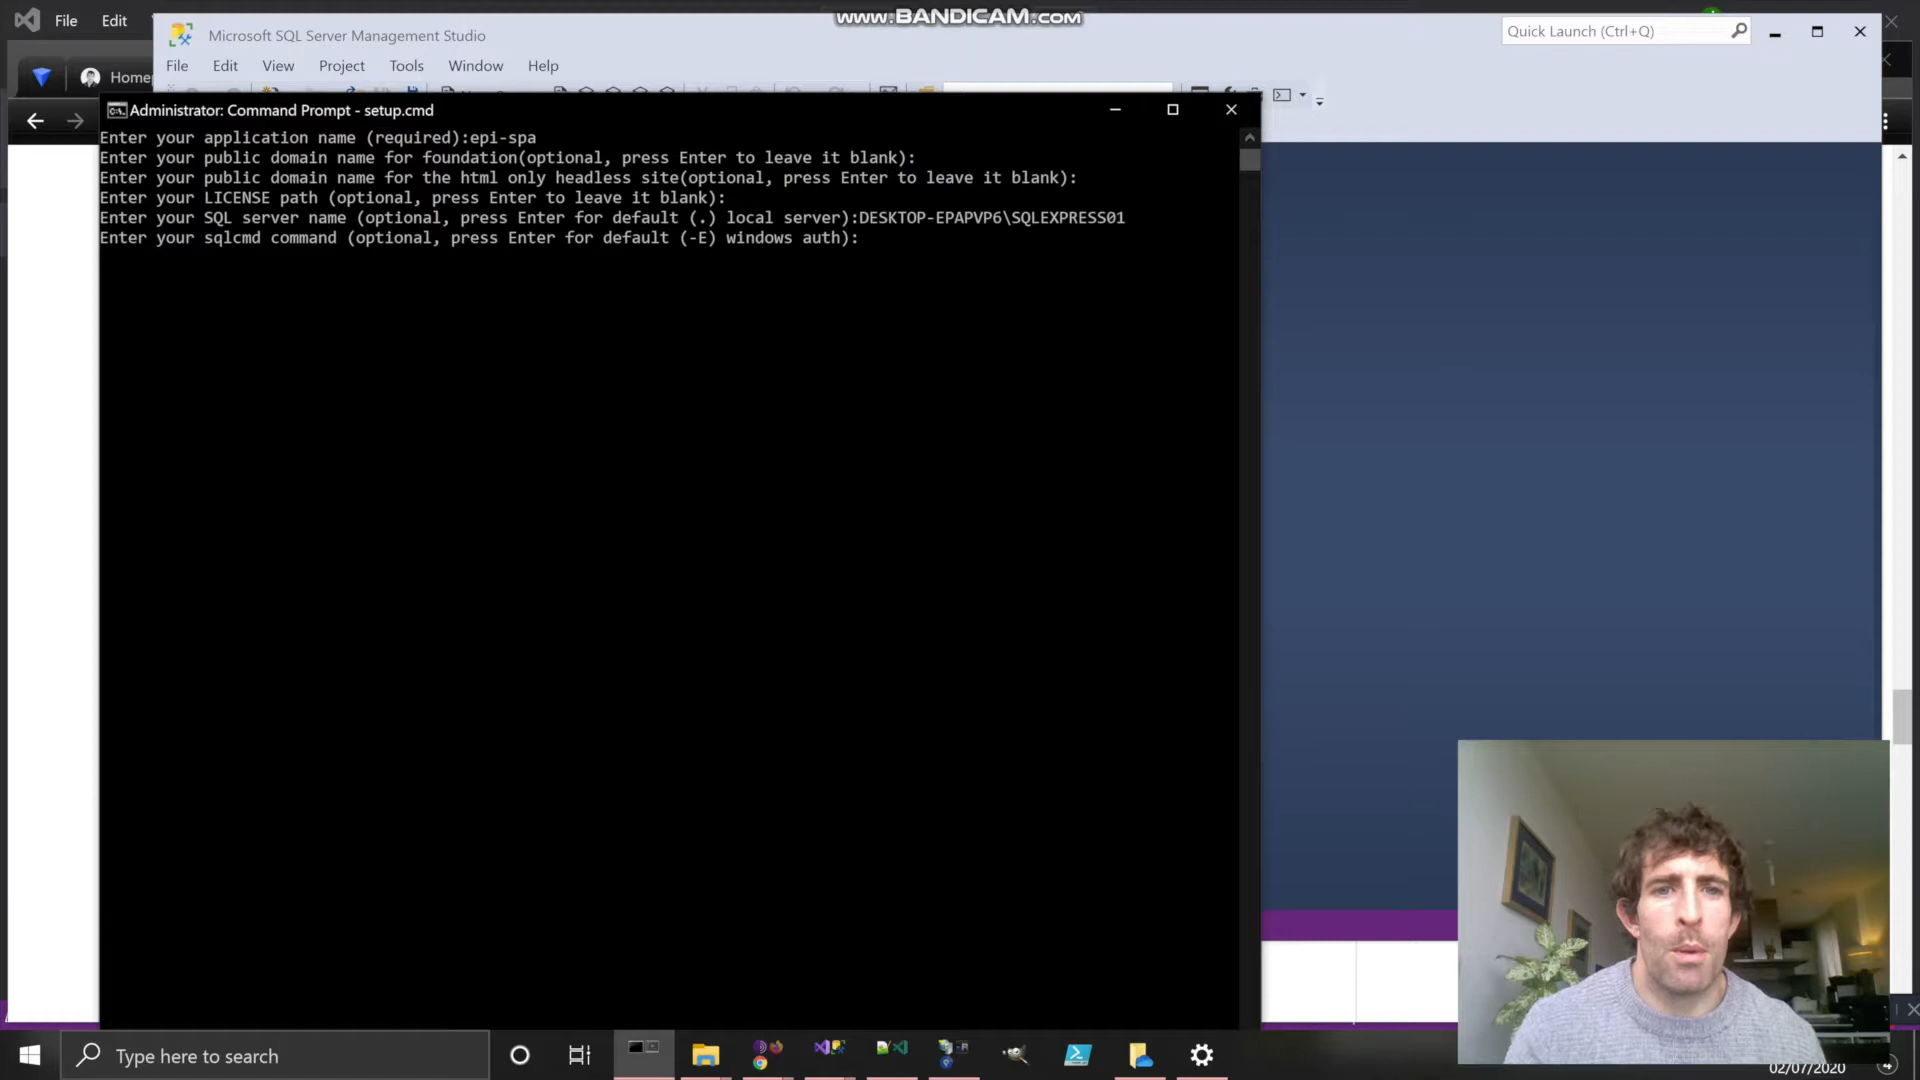 File Edit
www.BANDICAM.com
Microsoft SQL Server Management Studio
Quick Launch (Ctrl+Q)
Home
File Edit View Project Tools Window Help
Administrator: Command Prompt - setup.cmd
Enter your application name (required):epi-spa
Enter your public domain name for foundation(optional, press Enter to leave it blank):
Enter your public domain name for the html only headless site(optional, press Enter to leave it blank):
Enter your LICENSE path (optional, press Enter to leave it blank):
Enter your SQL server name (optional, press Enter for default (.) local server):DESKTOP-EPAPVP6\SQLEXPRESS01
Enter your sqlcmd command (optional, press Enter for default (-E) windows auth):
Type here to search
02/07/2020
4